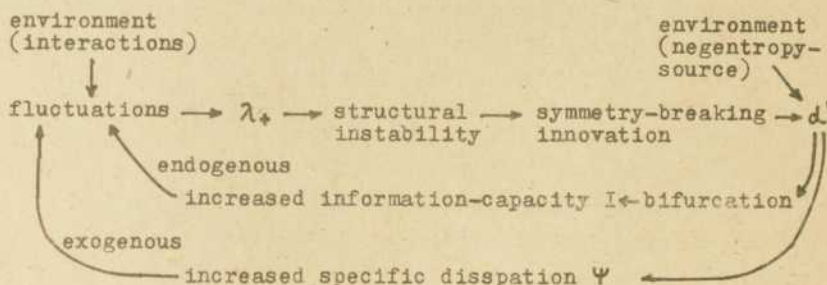 environment
(interactions)
environment
(negentropy-
source)
fluctuations → λ+ → structural
instability → symmetry-breaking
innovation → α
endogenous
increased information-capacity I ← bifurcation
exogenous
increased specific disspation Ψ